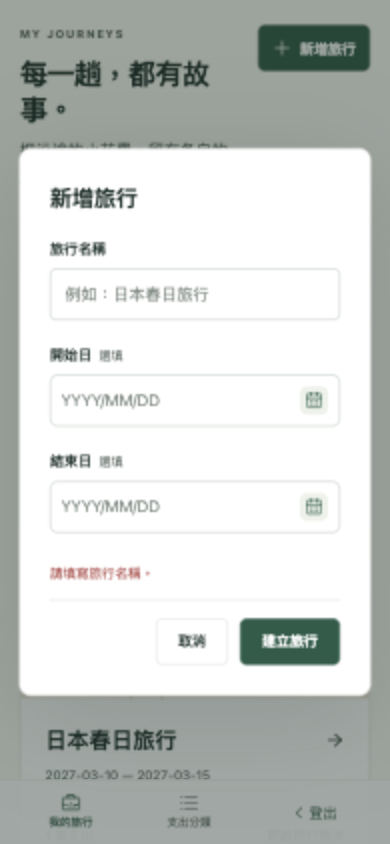 MY JOURNEYS
＋ 新增旅行
每一趟，都有故
事。
新增旅行
旅行名稱
例如：日本春日旅行
開始日 選填
YYYY/MM/DD
結束日 選填
YYYY/MM/DD
請填寫旅行名稱。
取消
建立旅行
日本春日旅行
2027-03-10 — 2027-03-15
我的旅行
支出分類
登出